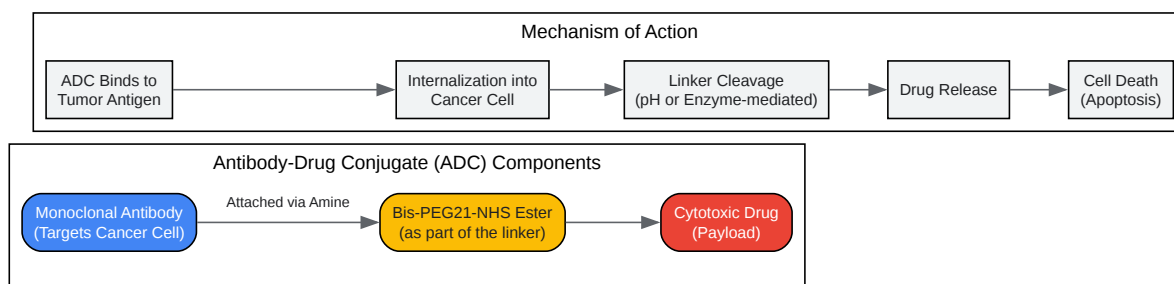 Mechanism of Action
ADC Binds to
Tumor Antigen
Internalization into
Cancer Cell
Linker Cleavage
(pH or Enzyme-mediated)
Drug Release
Cell Death
(Apoptosis)
Antibody-Drug Conjugate (ADC) Components
Monoclonal Antibody
(Targets Cancer Cell)
Attached via Amine
Bis-PEG21-NHS Ester
(as part of the linker)
Cytotoxic Drug
(Payload)